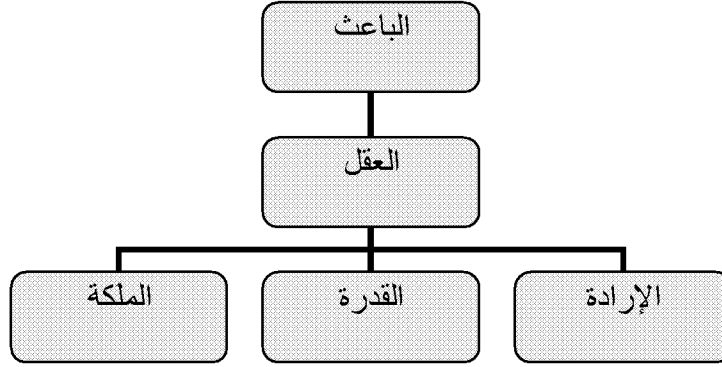 الباعث
العقل
الإرادة
القدرة
الملكة